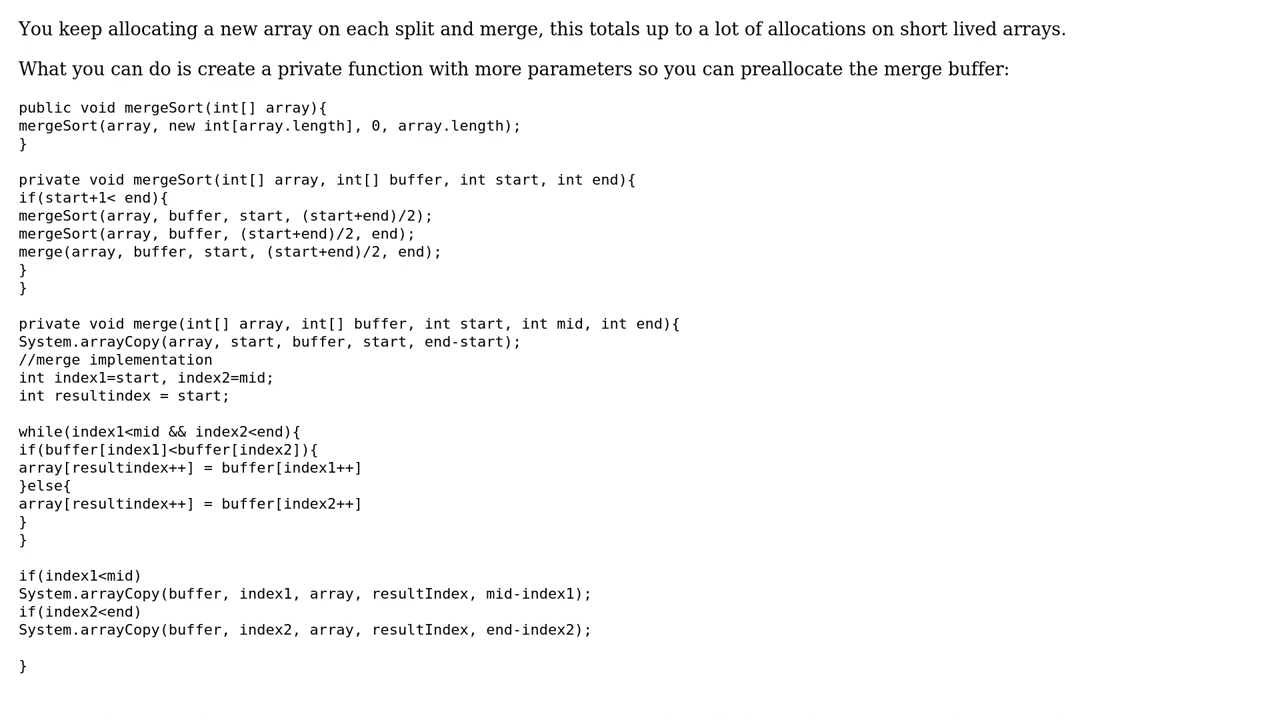 You keep allocating a new array on each split and merge, this totals up to a lot of allocations on short lived arrays.
What you can do is create a private function with more parameters so you can preallocate the merge buffer:
public void mergeSort(int[] array){
mergeSort(array, new int[array.length], 0, array.length);
}
private void mergeSort(int[] array, int[] buffer, int start, int end){
if(start+1< end){
mergeSort(array, buffer, start, (start+end)/2);
mergeSort(array, buffer, (start+end)/2, end);
merge(array, buffer, start, (start+end)/2, end);
}
}
private void merge(int[] array, int[] buffer, int start, int mid, int end){
System.arrayCopy(array, start, buffer, start, end-start);
//merge implementation
int index1=start, index2=mid;
int resultindex = start;
while(index1<mid && index2<end){
if(buffer[index1]<buffer[index2]){
array[resultindex++] = buffer[index1++]
}else{
array[resultindex++] = buffer[index2++]
}
}
if(index1<mid)
System.arrayCopy(buffer, index1, array, resultIndex, mid-index1);
if(index2<end)
System.arrayCopy(buffer, index2, array, resultIndex, end-index2);
}